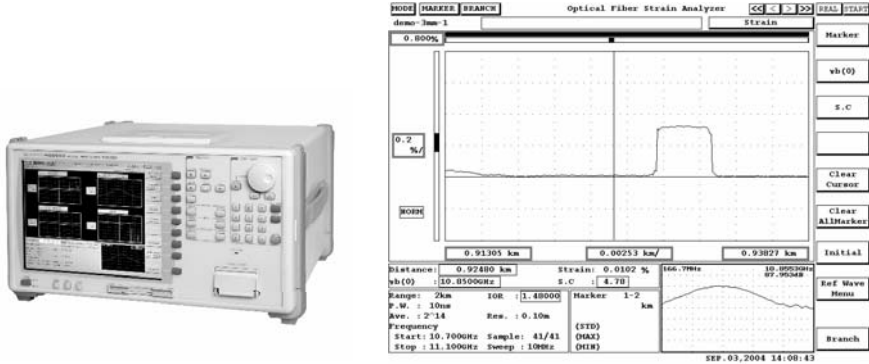 MODE MARKER BRANCH Optical Fiber Strain Analyzer << < > >> REAL START
demo-3mm-1 Strain
0.800%
Marker
νb(0)
S.C
0.2 %/
Clear Cursor
NORM
Clear AllMarker
0.91305 km 0.00253 km/ 0.93827 km
Initial
Distance: 0.92480 km Strain: 0.0102 %
νb(0) :10.8500GHz S.C : 4.78
166.7MHz 10.8553GHz
87.953dB
Ref Wave Menu
Range: 2km IOR : 1.48000 Marker 1-2
P.W. : 10ns km
Ave. : 2^14 Res. : 0.10m
Frequency (STD)
Start:10.700GHz Sample: 41/41 (MAX)
Stop :11.100GHz Sweep : 10MHz (MIN)
Branch
SEP.03,2004 14:08:43